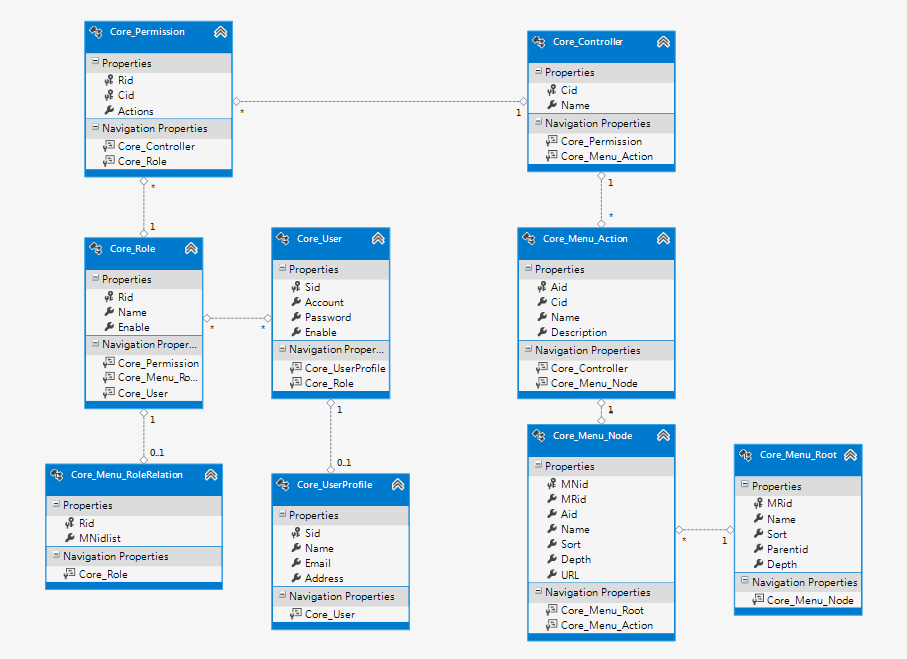 Core_Permission
Properties
Rid
Cid
Actions
Navigation Properties
Core_Controller
Core_Role
*
1
Core_Controller
Properties
Cid
Name
Navigation Properties
Core_Permission
Core_Menu_Action
*
1
1
*
Core_Role
Properties
Rid
Name
Enable
Navigation Proper...
Core_Permission
Core_Menu_Ro...
Core_User
*
*
Core_User
Properties
Sid
Account
Password
Enable
Navigation Proper...
Core_UserProfile
Core_Role
Core_Menu_Action
Properties
Aid
Cid
Name
Description
Navigation Properties
Core_Controller
Core_Menu_Node
1
0..1
1
0..1
1
Core_Menu_RoleRelation
Properties
Rid
MNidlist
Navigation Properties
Core_Role
Core_UserProfile
Properties
Sid
Name
Email
Address
Navigation Properties
Core_User
Core_Menu_Node
Properties
MNid
MRid
Aid
Name
Sort
Depth
URL
Navigation Properties
Core_Menu_Root
Core_Menu_Action
*
1
Core_Menu_Root
Properties
MRid
Name
Sort
Parentid
Depth
Navigation Properties
Core_Menu_Node